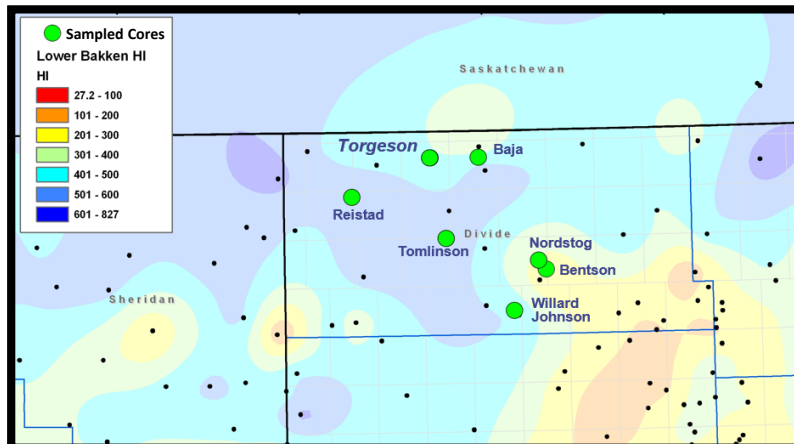 Sampled Cores
Lower Bakken HI
HI
27.2 - 100
101 - 200
201 - 300
301 - 400
401 - 500
501 - 600
601 - 827
Saskatchewan
Torgeson
Baja
Reistad
Divide
Tomlinson
Nordstog
Bentson
Sheridan
Willard
Johnson